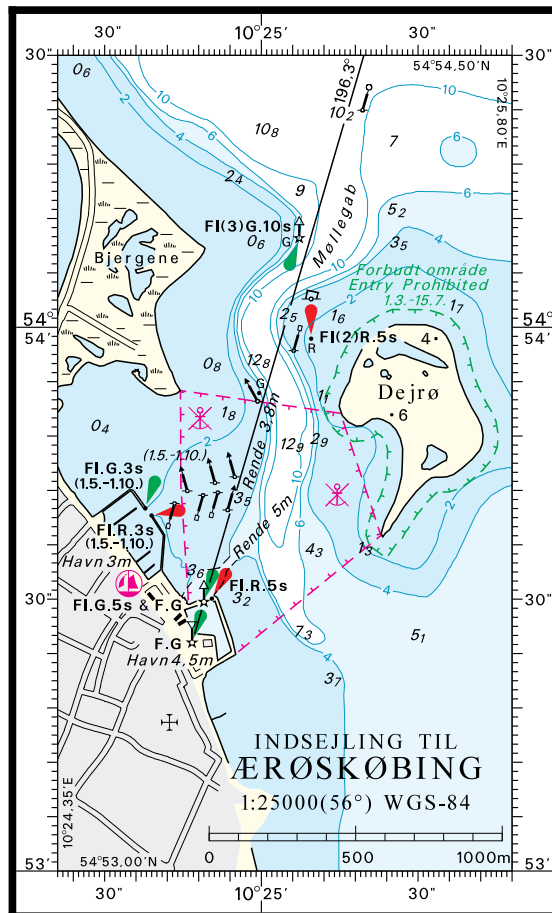 30"
10°25'
30"
54°54,50'N
10°25,80'E
30"
30"
0₆
2
4
6
10
196,3°
10₂
10
10₈
7
6
2₄
9
5₂
Fl(3)G.10s
G
0₆
3₅
Møllegab
Bjergene
Forbudt område
Entry Prohibited
1.3.-15.7.
1₇
2₅
1₆
54°
54'
54°
54'
Fl(2)R.5s
R
4
12₈
0₈
Dejrø
G
1₁
6
1₈
Rende 3,8m
0₄
2
12₉
2₉
(1.5.-1.10.)
Fl.G.3s
(1.5.-1.10.)
3₅
Rende 5m
Fl.R.3s
(1.5.-1.10.)
Havn 3m
4₃
1₃
3₆
Fl.R.5s
30"
30"
Fl.G.5s & F.G
3₂
7₃
5₁
F.G
Havn 4,5m
3₇
INDSEJLING TIL
ÆRØSKØBING
1:25000(56°) WGS-84
0
500
1000m
10°24,35'E
54°53,00'N
53'
53'
30"
10°25'
30"